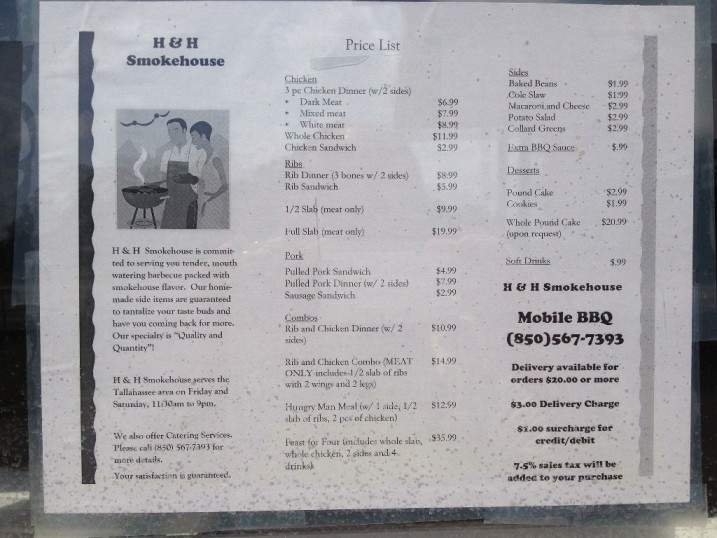 H & H
Smokehouse
H & H Smokehouse is commit-
ted to serving you tender, mouth
watering barbecue packed with
smokehouse flavor. Our home-
made side items are guaranteed
to tantalize your taste buds and
have you coming back for more.
Our specialty is "Quality and
Quantity"!
H & H Smokehouse serves the
Tallahassee area on Friday and
Saturday, 11:30am to 9pm.
We also offer Catering Services.
Please call (850) 567-7393 for
more details.
Your satisfaction is guaranteed.
Price List
Chicken
3 pc Chicken Dinner (w/2 sides)
• Dark Meat $6.99
• Mixed meat $7.99
• White meat $8.99
Whole Chicken $11.99
Chicken Sandwich $2.99
Ribs
Rib Dinner (3 bones w/ 2 sides) $8.99
Rib Sandwich $5.99
1/2 Slab (meat only) $9.99
Full Slab (meat only) $19.99
Pork
Pulled Pork Sandwich $4.99
Pulled Pork Dinner (w/ 2 sides) $7.99
Sausage Sandwich $2.99
Combos
Rib and Chicken Dinner (w/ 2 $10.99
sides)
Rib and Chicken Combo (MEAT $14.99
ONLY includes 1/2 slab of ribs
with 2 wings and 2 legs)
Hungry Man Meal (w/ 1 side, 1/2 $12.99
slab of ribs, 2 pcs of chicken)
Feast for Four (includes whole slab, $35.99
whole chicken, 2 sides and 4
drinks)
Sides
Baked Beans $1.99
Cole Slaw $1.99
Macaroni and Cheese $2.99
Potato Salad $2.99
Collard Greens $2.99
Extra BBQ Sauce $.99
Desserts
Pound Cake $2.99
Cookies $1.99
Whole Pound Cake $20.99
(upon request)
Soft Drinks $.99
H & H Smokehouse
Mobile BBQ
(850)567-7393
Delivery available for
orders $20.00 or more
$3.00 Delivery Charge
$1.00 surcharge for
credit/debit
7.5% sales tax will be
added to your purchase